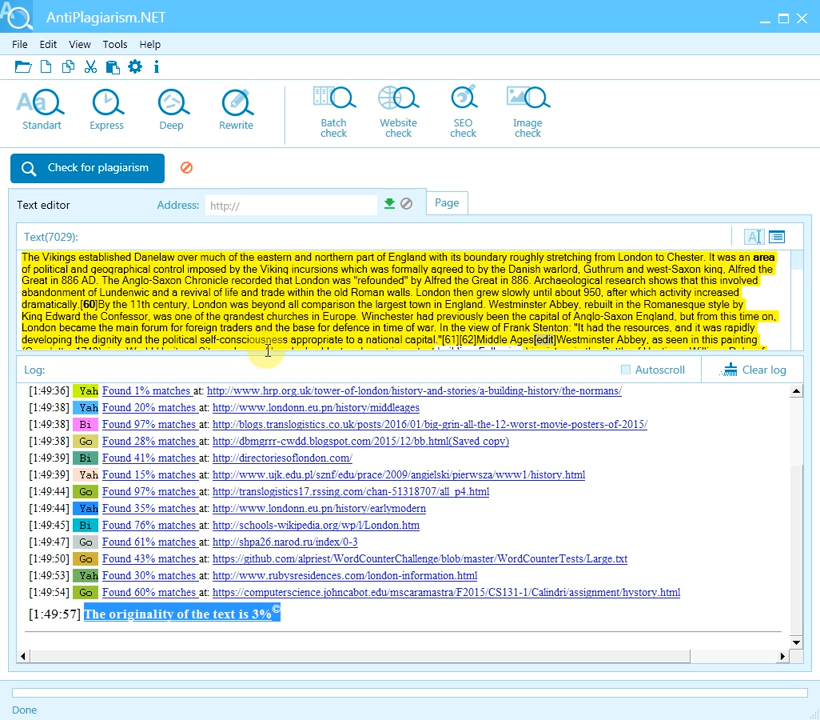 AntiPlagiarism.NET
File Edit View Tools Help
Standart Express Deep Rewrite Batch check Website check SEO check Image check
Check for plagiarism
Text editor Address: http:// Page
Text(7029):
The Vikings established Danelaw over much of the eastern and northern part of England with its boundary roughly stretching from London to Chester. It was an area
of political and geographical control imposed by the Viking incursions which was formally agreed to by the Danish warlord, Guthrum and west-Saxon king, Alfred the
Great in 886 AD. The Anglo-Saxon Chronicle recorded that London was "refounded" by Alfred the Great in 886. Archaeological research shows that this involved
abandonment of Lundenwic and a revival of life and trade within the old Roman walls. London then grew slowly until about 950, after which activity increased
dramatically.[60]By the 11th century, London was beyond all comparison the largest town in England. Westminster Abbey, rebuilt in the Romanesque style by
King Edward the Confessor, was one of the grandest churches in Europe. Winchester had previously been the capital of Anglo-Saxon England, but from this time on,
London became the main forum for foreign traders and the base for defence in time of war. In the view of Frank Stenton: "It had the resources, and it was rapidly
developing the dignity and the political self-consciousness appropriate to a national capital."[61][62]Middle Ages[edit]Westminster Abbey, as seen in this painting
Log: Autoscroll Clear log
[1:49:36] Yah Found 1% matches at: http://www.hrp.org.uk/tower-of-london/history-and-stories/a-building-history/the-normans/
[1:49:38] Yah Found 20% matches at: http://www.londonn.eu.pn/history/middleages
[1:49:38] Bi Found 97% matches at: http://blogs.translogistics.co.uk/posts/2016/01/big-grin-all-the-12-worst-movie-posters-of-2015/
[1:49:38] Go Found 28% matches at: http://dbmgrrr-cwdd.blogspot.com/2015/12/bb.html(Saved copy)
[1:49:39] Bi Found 41% matches at: http://directoriesoflondon.com/
[1:49:39] Yah Found 15% matches at: http://www.ujk.edu.pl/sznf/edu/prace/2009/angielski/pierwsza/www1/history.html
[1:49:44] Go Found 97% matches at: http://translogistics17.rssing.com/chan-51318707/all_p4.html
[1:49:44] Yah Found 35% matches at: http://www.londonn.eu.pn/history/earlymodern
[1:49:45] Bi Found 76% matches at: http://schools-wikipedia.org/wp/l/London.htm
[1:49:47] Go Found 61% matches at: http://shpa26.narod.ru/index/0-3
[1:49:50] Go Found 43% matches at: https://github.com/alpriest/WordCounterChallenge/blob/master/WordCounterTests/Large.txt
[1:49:53] Yah Found 30% matches at: http://www.rubysresidences.com/london-information.html
[1:49:54] Go Found 60% matches at: https://computerscience.johncabot.edu/mscaramastra/F2015/CS131-1/Calindri/assignment/hystory.html
[1:49:57] The originality of the text is 3%©
Done